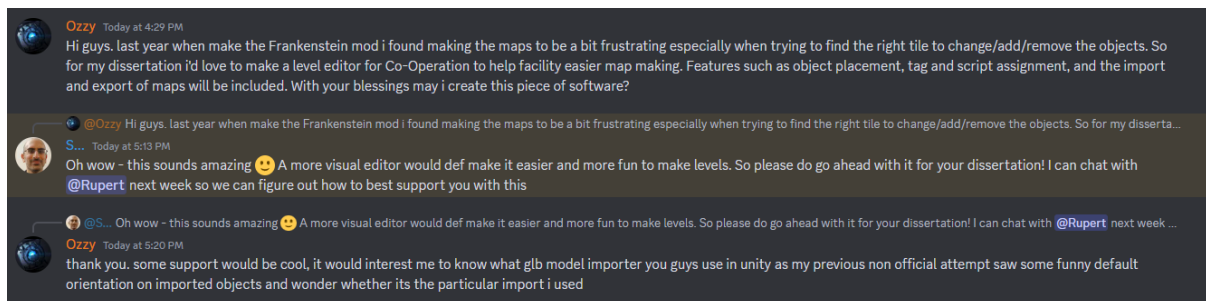 Ozzy Today at 4:29 PM
Hi guys. last year when make the Frankenstein mod i found making the maps to be a bit frustrating especially when trying to find the right tile to change/add/remove the objects. So
for my dissertation i'd love to make a level editor for Co-Operation to help facility easier map making. Features such as object placement, tag and script assignment, and the import
and export of maps will be included. With your blessings may i create this piece of software?
@Ozzy Hi guys. last year when make the Frankenstein mod i found making the maps to be a bit frustrating especially when trying to find the right tile to change/add/remove the objects. So for my disserta...
S... Today at 5:13 PM
Oh wow - this sounds amazing 🙂 A more visual editor would def make it easier and more fun to make levels. So please do go ahead with it for your dissertation! I can chat with
@Rupert next week so we can figure out how to best support you with this
@S... Oh wow - this sounds amazing 🙂 A more visual editor would def make it easier and more fun to make levels. So please do go ahead with it for your dissertation! I can chat with @Rupert next week ...
Ozzy Today at 5:20 PM
thank you. some support would be cool, it would interest me to know what glb model importer you guys use in unity as my previous non official attempt saw some funny default
orientation on imported objects and wonder whether its the particular import i used